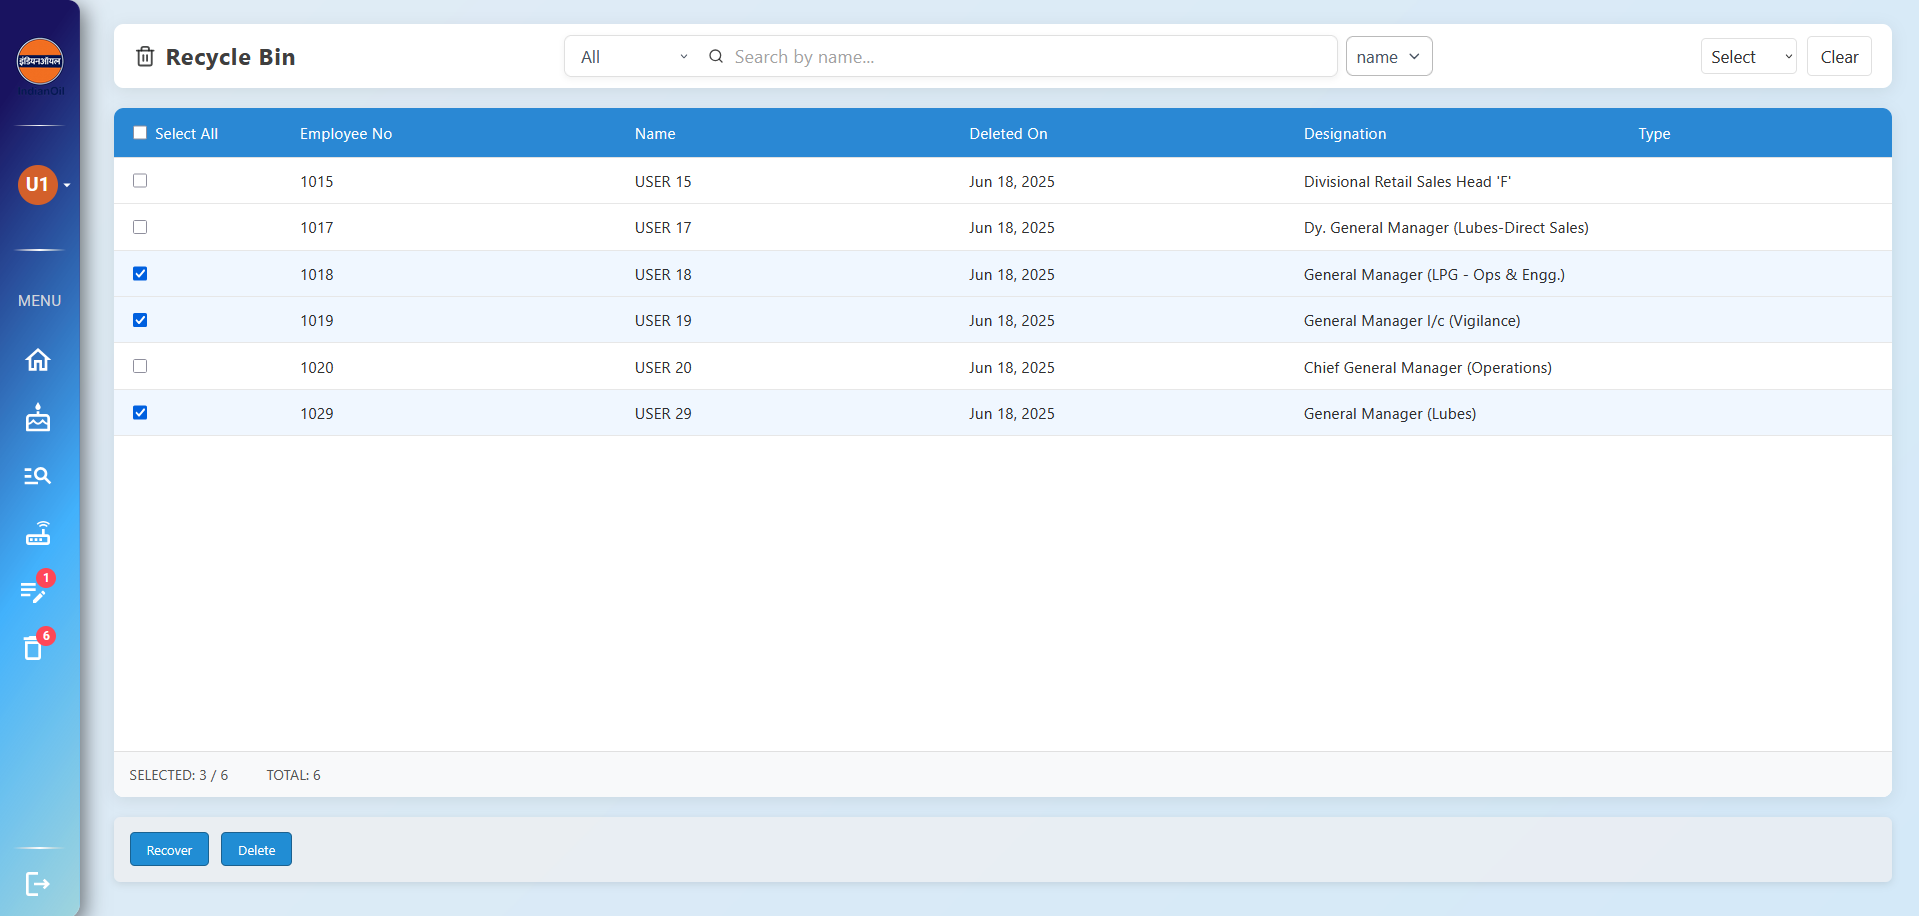 इंडियनऑयल
IndianOil
U1
MENU
1
6
Recycle Bin
All
Search by name...
name
Select
Clear
Select All Employee No Name Deleted On Designation Type
1015 USER 15 Jun 18, 2025 Divisional Retail Sales Head 'F'
1017 USER 17 Jun 18, 2025 Dy. General Manager (Lubes-Direct Sales)
1018 USER 18 Jun 18, 2025 General Manager (LPG - Ops & Engg.)
1019 USER 19 Jun 18, 2025 General Manager I/c (Vigilance)
1020 USER 20 Jun 18, 2025 Chief General Manager (Operations)
1029 USER 29 Jun 18, 2025 General Manager (Lubes)
SELECTED: 3 / 6 TOTAL: 6
Recover Delete